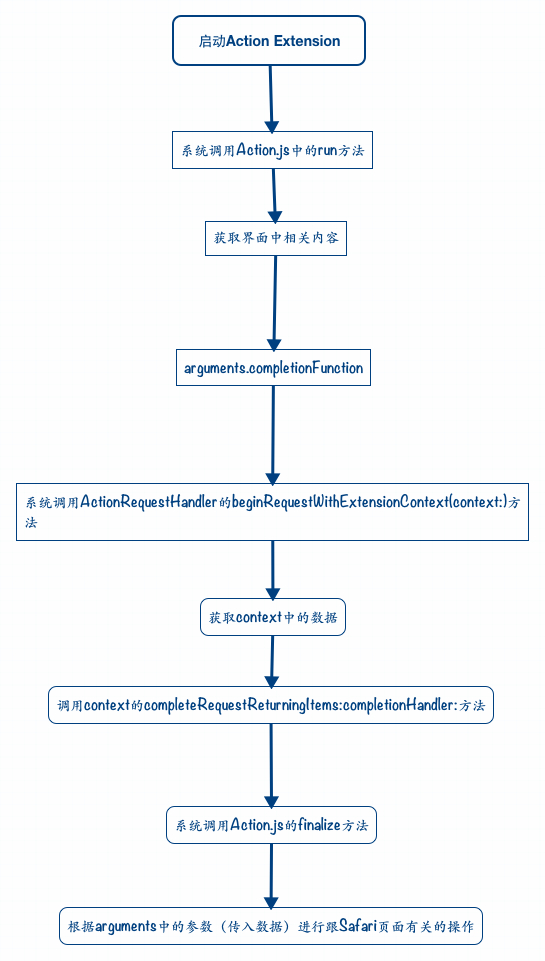 启动Action Extension
系统调用Action.js中的run方法
获取界面中相关内容
arguments.completionFunction
系统调用ActionRequestHandler的beginRequestWithExtensionContext(context:)方
法
获取context中的数据
调用context的completeRequestReturningItems:completionHandler:方法
系统调用Action.js的finalize方法
根据arguments中的参数（传入数据）进行跟Safari页面有关的操作